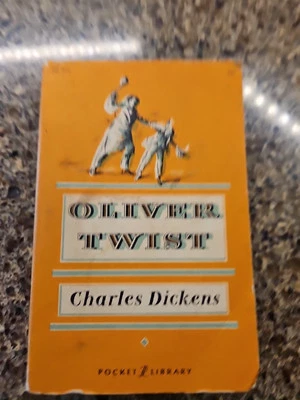 OLIVER
TWIST
Charles Dickens
POCKET LIBRARY